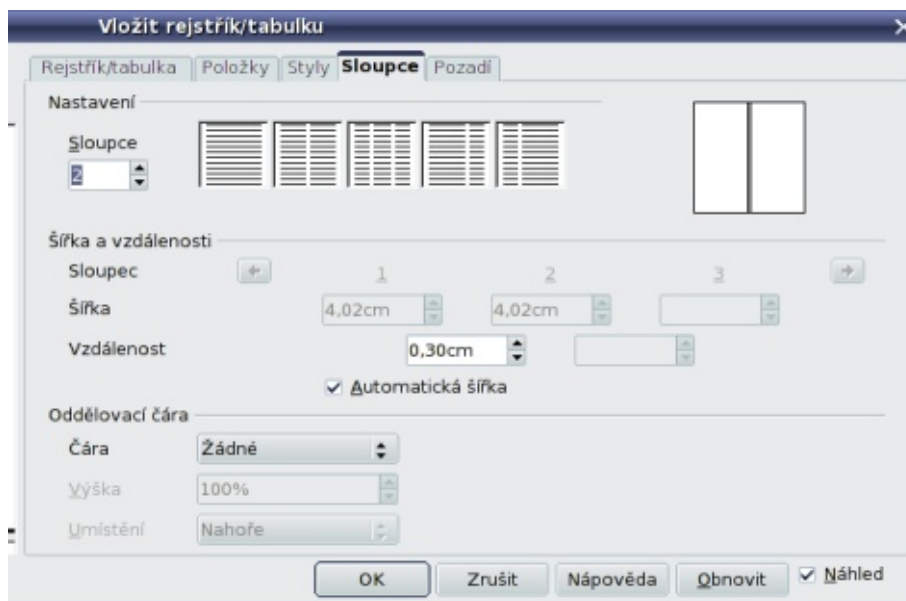 Vložit rejstřík/tabulku
Rejstřík/tabulka Položky Styly Sloupce Pozadí
Nastavení
Sloupce
2
Šířka a vzdálenosti
Sloupec 1 2 3
Šířka 4,02cm 4,02cm
Vzdálenost 0,30cm
Automatická šířka
Oddělovací čára
Čára Žádné
Výška 100%
Umístění Nahoře
OK Zrušit Nápověda Obnovit Náhled